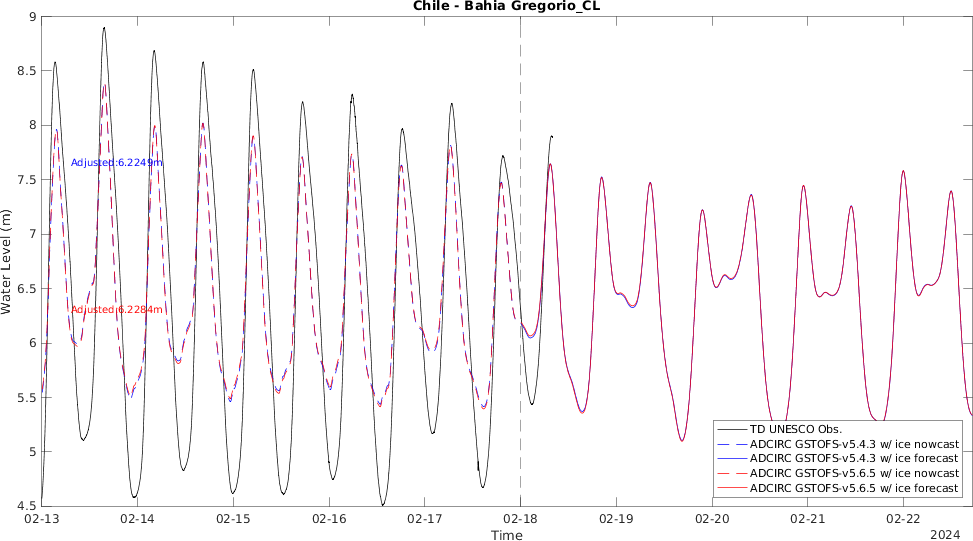 Chile - Bahia Gregorio_CL
9
8.5
8
7.5
7
6.5
6
5.5
5
4.5
Water Level (m)
Adjusted:6.2249m
Adjusted:6.2284m
TD UNESCO Obs.
ADCIRC GSTOFS-v5.4.3 w/ ice nowcast
ADCIRC GSTOFS-v5.4.3 w/ ice forecast
ADCIRC GSTOFS-v5.6.5 w/ ice nowcast
ADCIRC GSTOFS-v5.6.5 w/ ice forecast
02-13 02-14 02-15 02-16 02-17 02-18 02-19 02-20 02-21 02-22
Time
2024